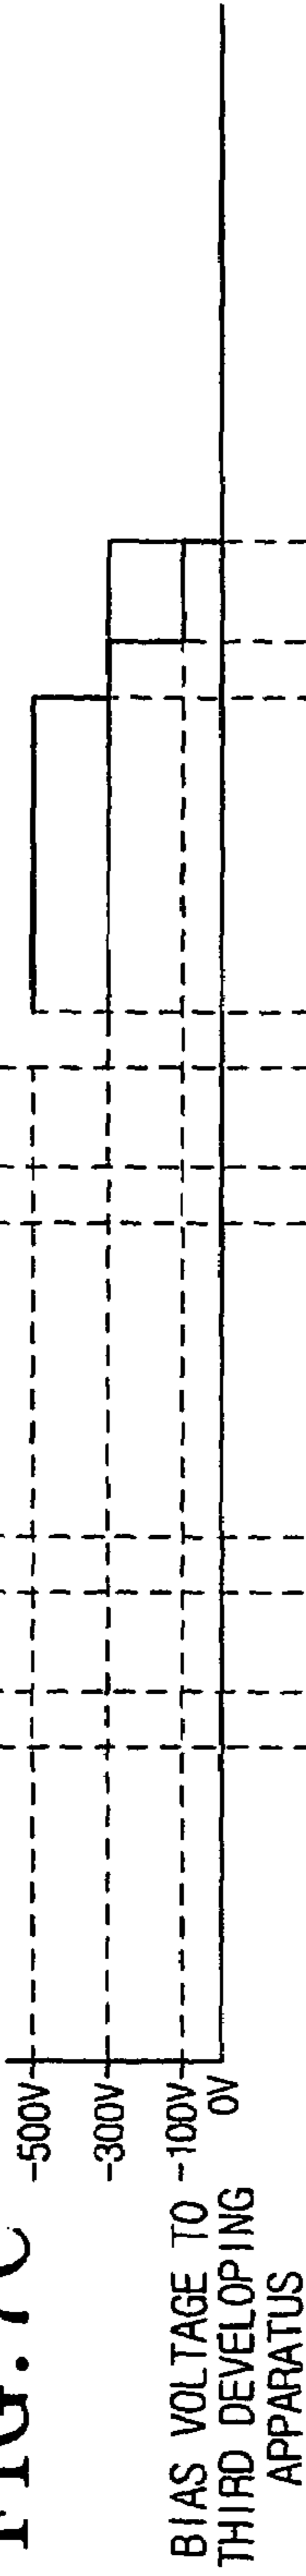 FIG. 7C
-500V
-300V
-100V
0V
BIAS VOLTAGE TO
THIRD DEVELOPING
APPARATUS